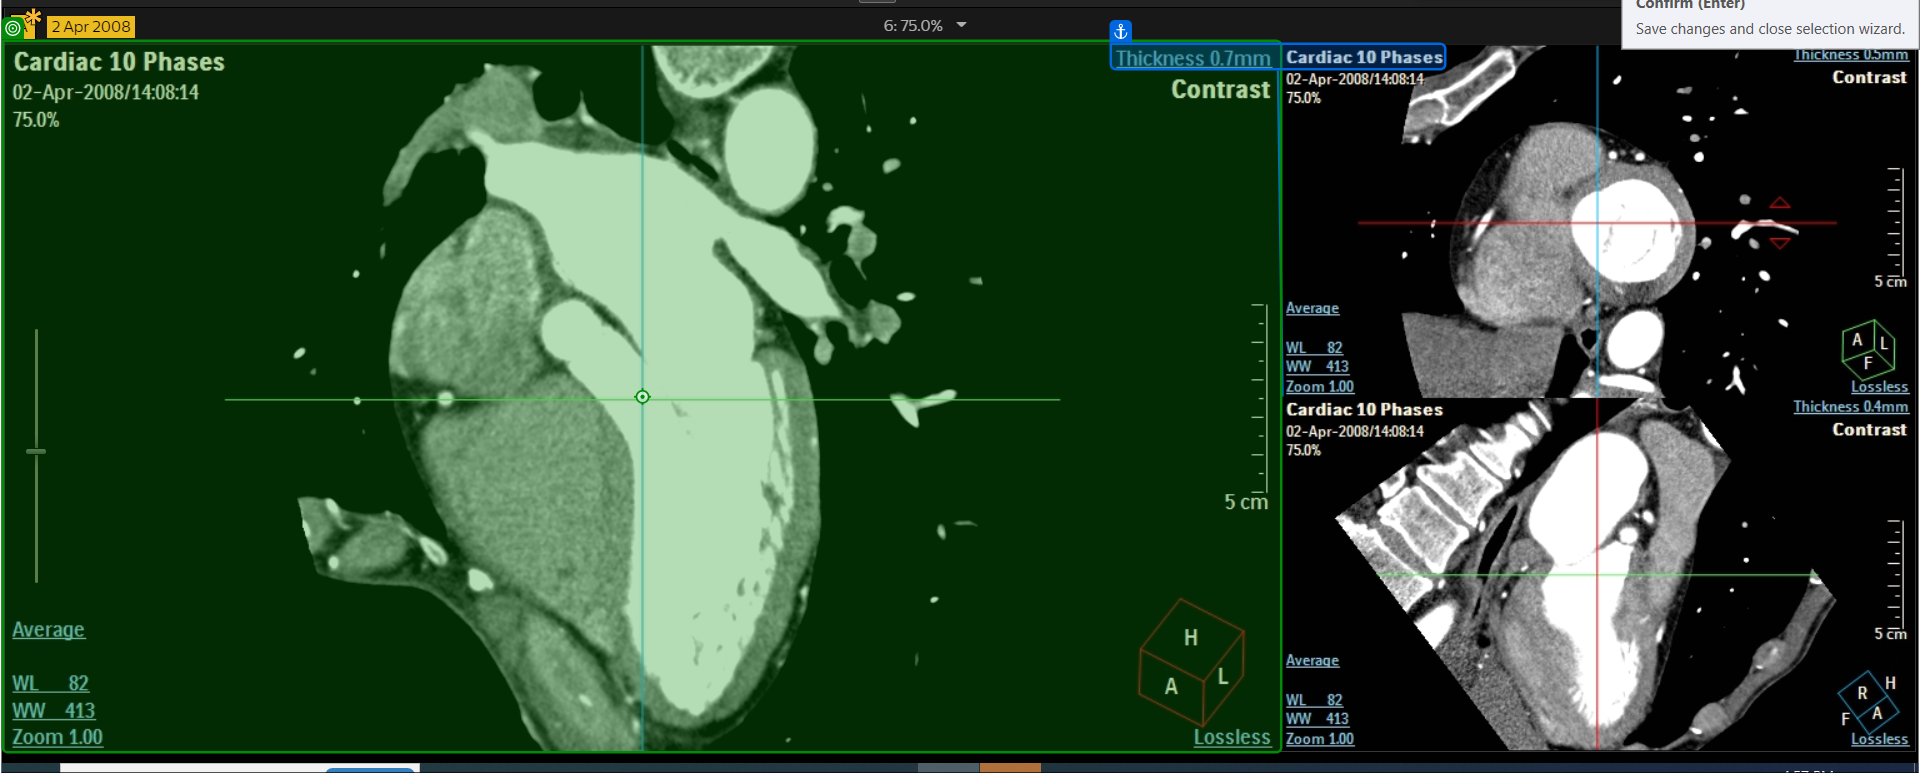 Confirm (Enter)
Save changes and close selection wizard.
2 Apr 2008
6: 75.0%
Cardiac 10 Phases
02-Apr-2008/14:08:14
75.0%
Thickness 0.7mm
Contrast
5 cm
Average
WL 82
WW 413
Zoom 1.00
H
A
L
Lossless
Cardiac 10 Phases
02-Apr-2008/14:08:14
75.0%
Thickness 0.5mm
Contrast
5 cm
Average
WL 82
WW 413
Zoom 1.00
A
L
F
Lossless
Cardiac 10 Phases
02-Apr-2008/14:08:14
75.0%
Thickness 0.4mm
Contrast
5 cm
Average
WL 82
WW 413
Zoom 1.00
H
R
A
F
Lossless